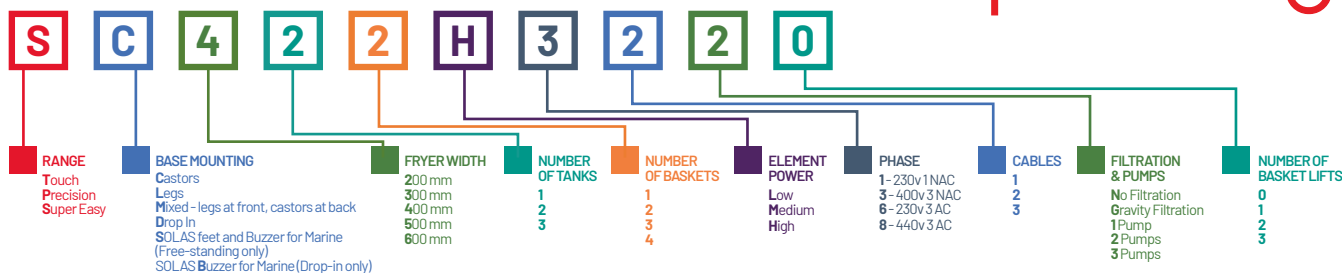 S C 4 2 2 H 3 2 2 0
RANGE
Touch
Precision
Super Easy
BASE MOUNTING
Castors
Legs
Mixed - legs at front, castors at back
Drop In
SOLAS feet and Buzzer for Marine
(Free-standing only)
SOLAS Buzzer for Marine (Drop-in only)
FRYER WIDTH
200 mm
300 mm
400 mm
500 mm
600 mm
NUMBER
OF TANKS
1
2
3
NUMBER
OF BASKETS
1
2
3
4
ELEMENT
POWER
Low
Medium
High
PHASE
1 - 230v 1 NAC
3 - 400v 3 NAC
6 - 230v 3 AC
8 - 440v 3 AC
CABLES
1
2
3
FILTRATION
& PUMPS
No Filtration
Gravity Filtration
1 Pump
2 Pumps
3 Pumps
NUMBER OF
BASKET LIFTS
0
1
2
3